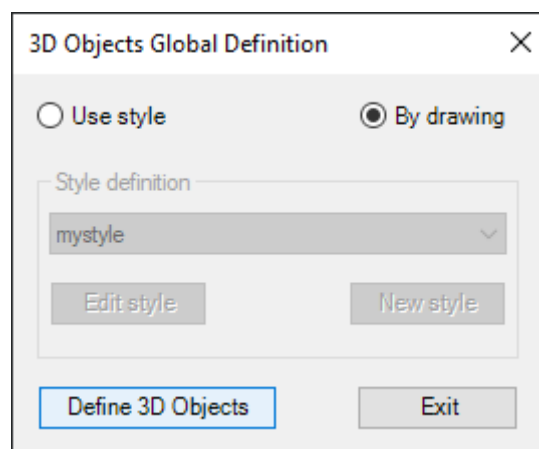 3D Objects Global Definition
Use style By drawing
Style definition
mystyle
Edit style New style
Define 3D Objects Exit